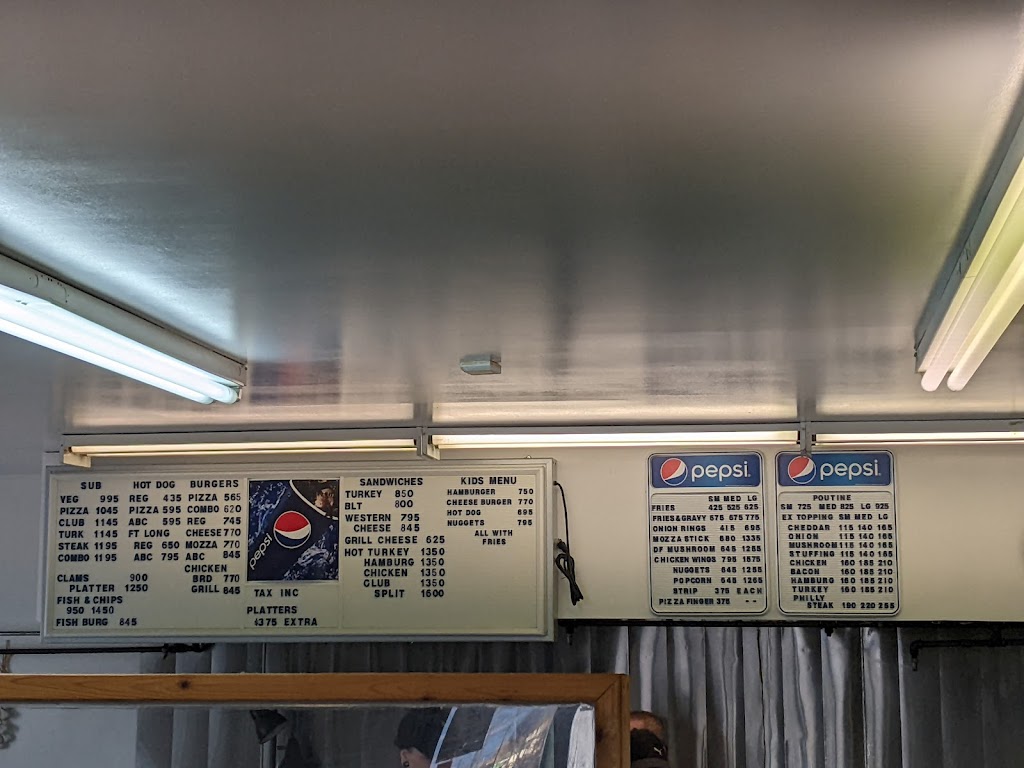 SUB
VEG 995
PIZZA 1045
CLUB 1145
TURK 1145
STEAK 1195
COMBO 1195
CLAMS 900
PLATTER 1250
FISH & CHIPS
950 1450
FISH BURG 845
HOT DOG
REG 435
PIZZA 595
ABC 595
FT LONG
REG 650
ABC 795
BURGERS
PIZZA 565
COMBO 620
REG 745
CHEESE 770
MOZZA 770
ABC 845
CHICKEN
BRD 770
GRILL 845
pepsi
TAX INC
PLATTERS
4375 EXTRA
SANDWICHES
TURKEY 850
BLT 800
WESTERN 795
CHEESE 845
GRILL CHEESE 625
HOT TURKEY 1350
HAMBURG 1350
CHICKEN 1350
CLUB 1350
SPLIT 1600
KIDS MENU
HAMBURGER 750
CHEESE BURGER 770
HOT DOG 695
NUGGETS 795
ALL WITH
FRIES
pepsi
SM MED LG
FRIES 425 525 625
FRIES & GRAVY 575 675 775
ONION RINGS 415 695
MOZZA STICK 680 1335
DF MUSHROOM 645 1285
CHICKEN WINGS 795 1575
NUGGETS 645 1255
POPCORN 645 1265
STRIP 375 EACH
PIZZA FINGER 375 - -
pepsi
POUTINE
SM 725 MED 825 LG 925
EX TOPPING SM MED LG
CHEDDAR 115 140 165
ONION 115 140 165
MUSHROOM 115 140 165
STUFFING 115 140 165
CHICKEN 160 185 210
BACON 160 185 210
HAMBURG 160 185 210
TURKEY 160 185 210
PHILLY
STEAK 190 220 255